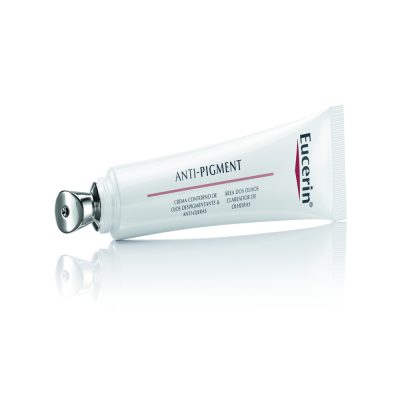 ANTI-PIGMENT
CREMA CONTORNO DE
OJOS DESPIGMENTANTE &
ANTI-OJERAS
ÁREA DOS OLHOS
CLAREADOR DE
OLHEIRAS
Eucerin®